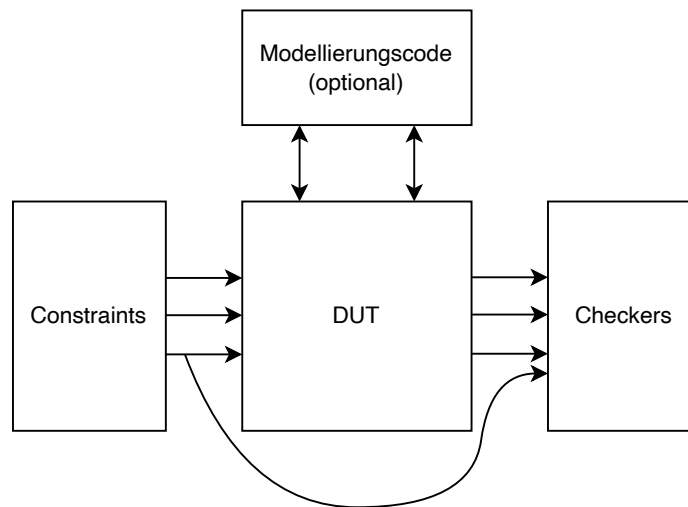 Modellierungscode
(optional)
Constraints
DUT
Checkers